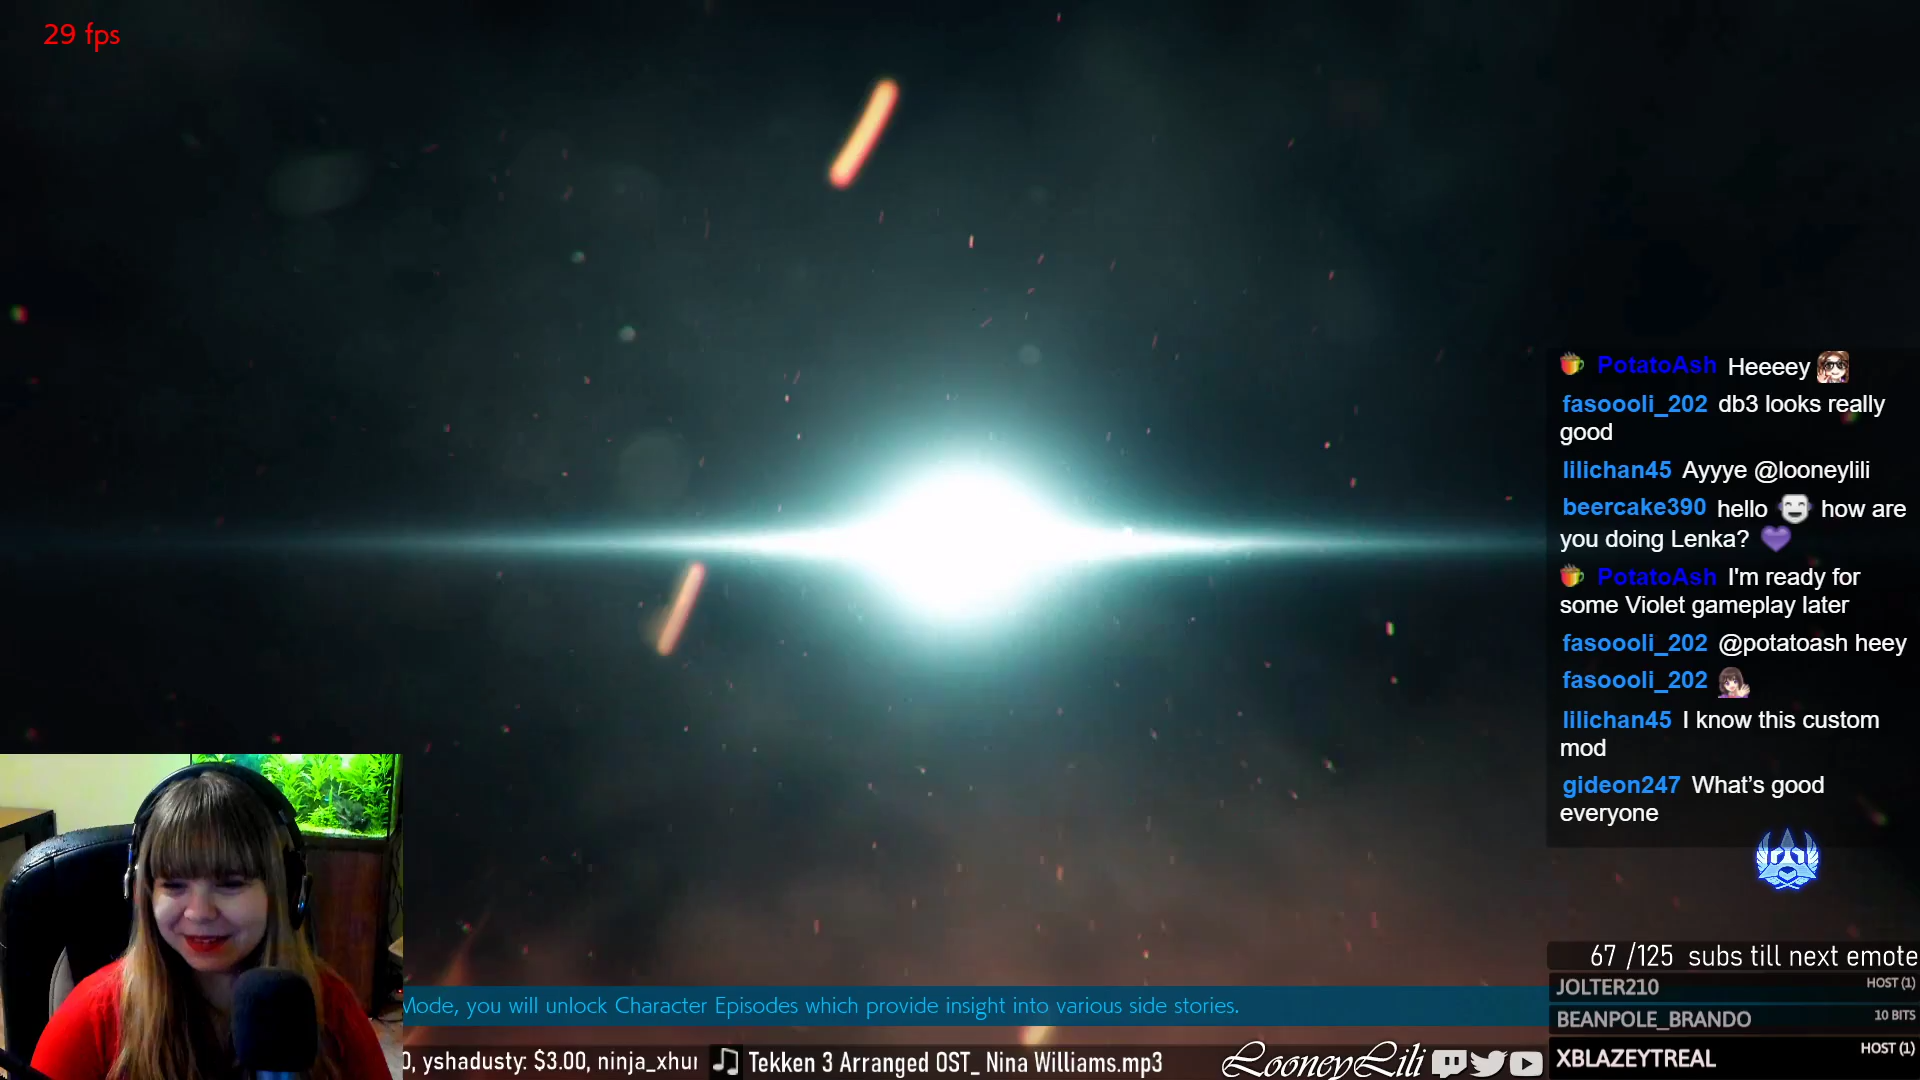 29 fps
PotatoAsh Heeeey
fasoooli_202 db3 looks really
good
lilichan45 Ayyye @looneylili
beercake390 hello how are
you doing Lenka?
PotatoAsh I'm ready for
some Violet gameplay later
fasoooli_202 @potatoash heey
fasoooli_202
lilichan45 I know this custom
mod
gideon247 What's good
everyone
67 /125 subs till next emote
JOLTER210 HOST (1)
BEANPOLE_BRANDO 10 BITS
XBLAZEYTREAL HOST (1)
Mode, you will unlock Character Episodes which provide insight into various side stories.
0, yshadusty: $3.00, ninja_xhun
Tekken 3 Arranged OST_ Nina Williams.mp3
LooneyLili